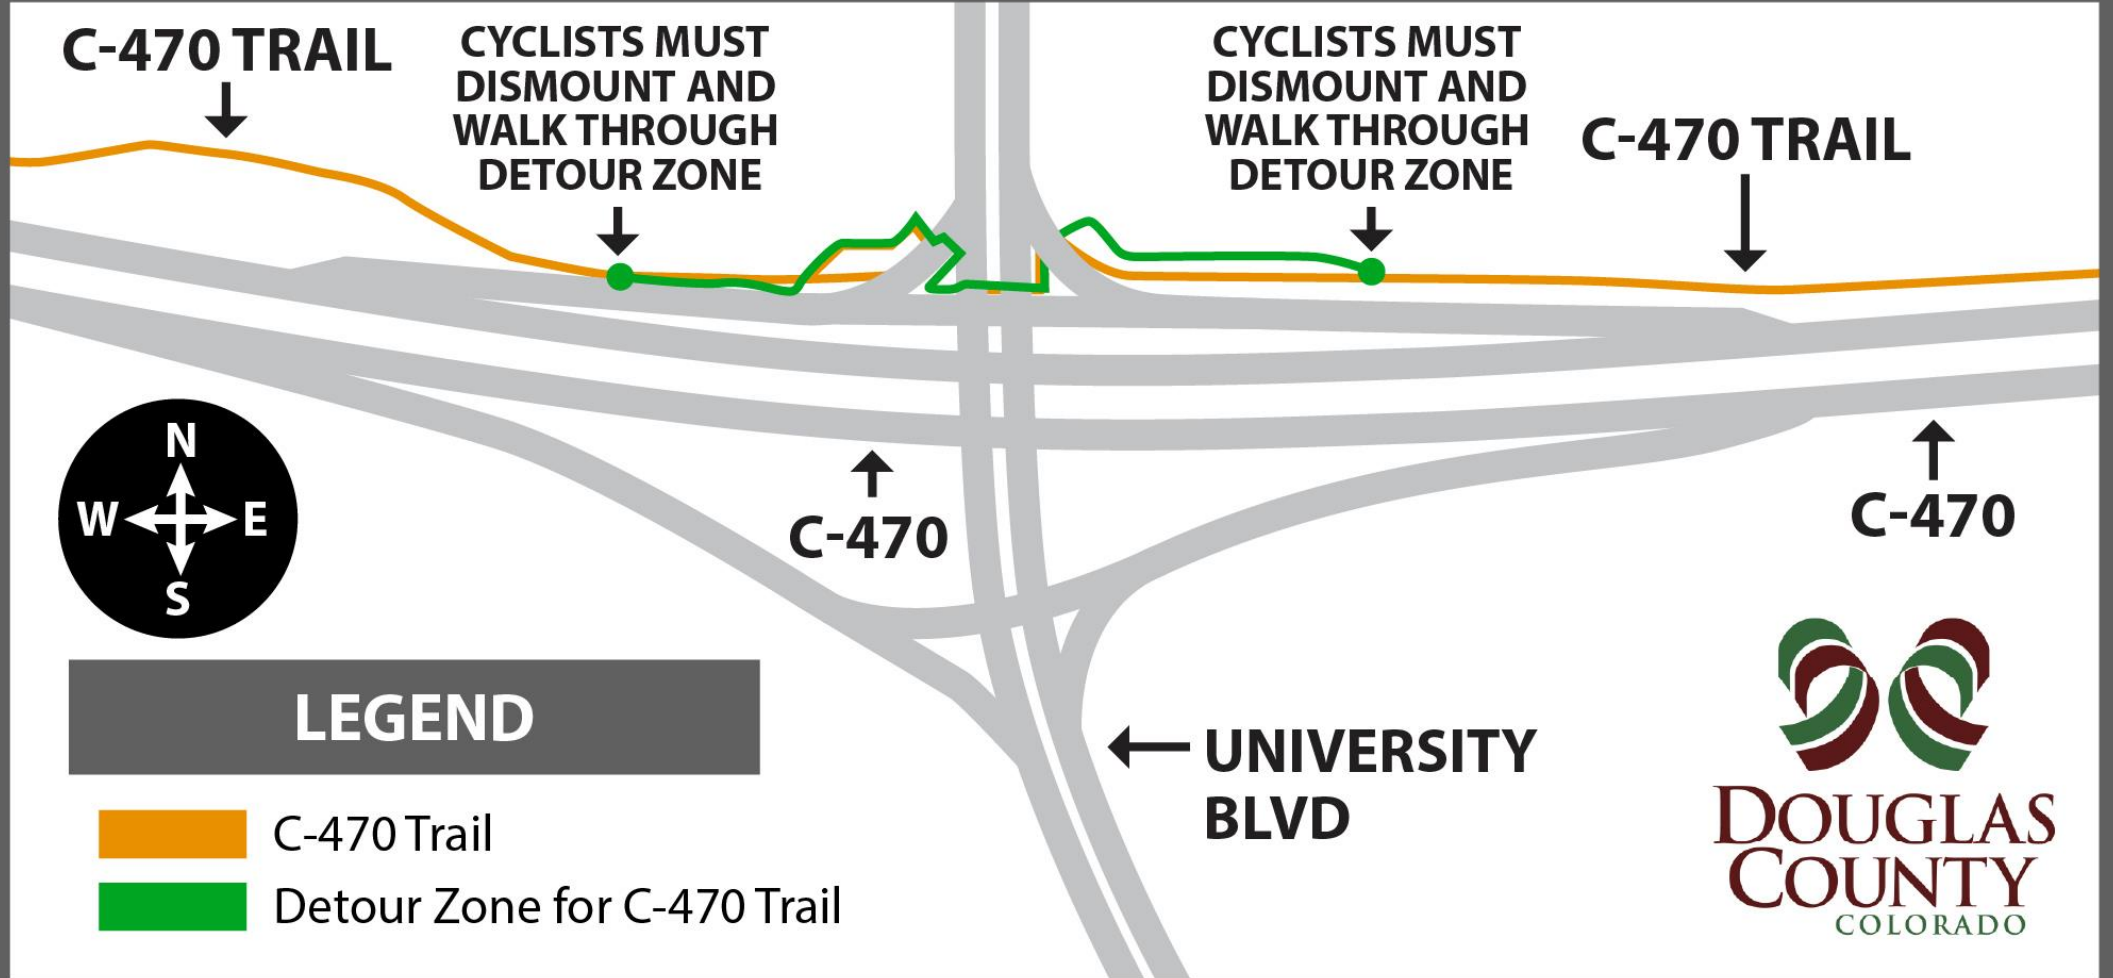 C-470 TRAIL
CYCLISTS MUST
DISMOUNT AND
WALK THROUGH
DETOUR ZONE
CYCLISTS MUST
DISMOUNT AND
WALK THROUGH
DETOUR ZONE
C-470 TRAIL
C-470
C-470
N
W E
S
LEGEND
C-470 Trail
Detour Zone for C-470 Trail
UNIVERSITY
BLVD
DOUGLAS
COUNTY
COLORADO